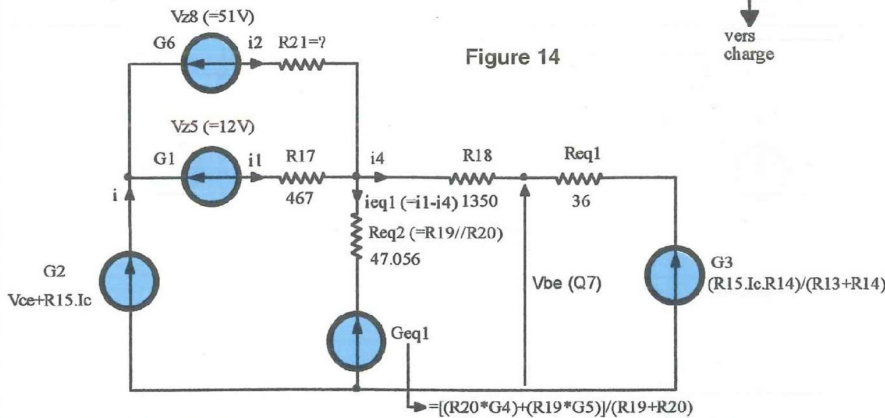 Vz8 (=51V)
G6
i2
R21=?
Figure 14
vers
charge
Vz5 (=12V)
G1
i1
R17
467
i4
R18
1350
Req1
36
i
ieq1 (=i1-i4)
Req2 (=R19//R20)
47.056
G2
Vce+R15.Ic
Vbe (Q7)
G3
(R15.Ic.R14)/(R13+R14)
Geq1
=[(R20*G4)+(R19*G5)]/(R19+R20)